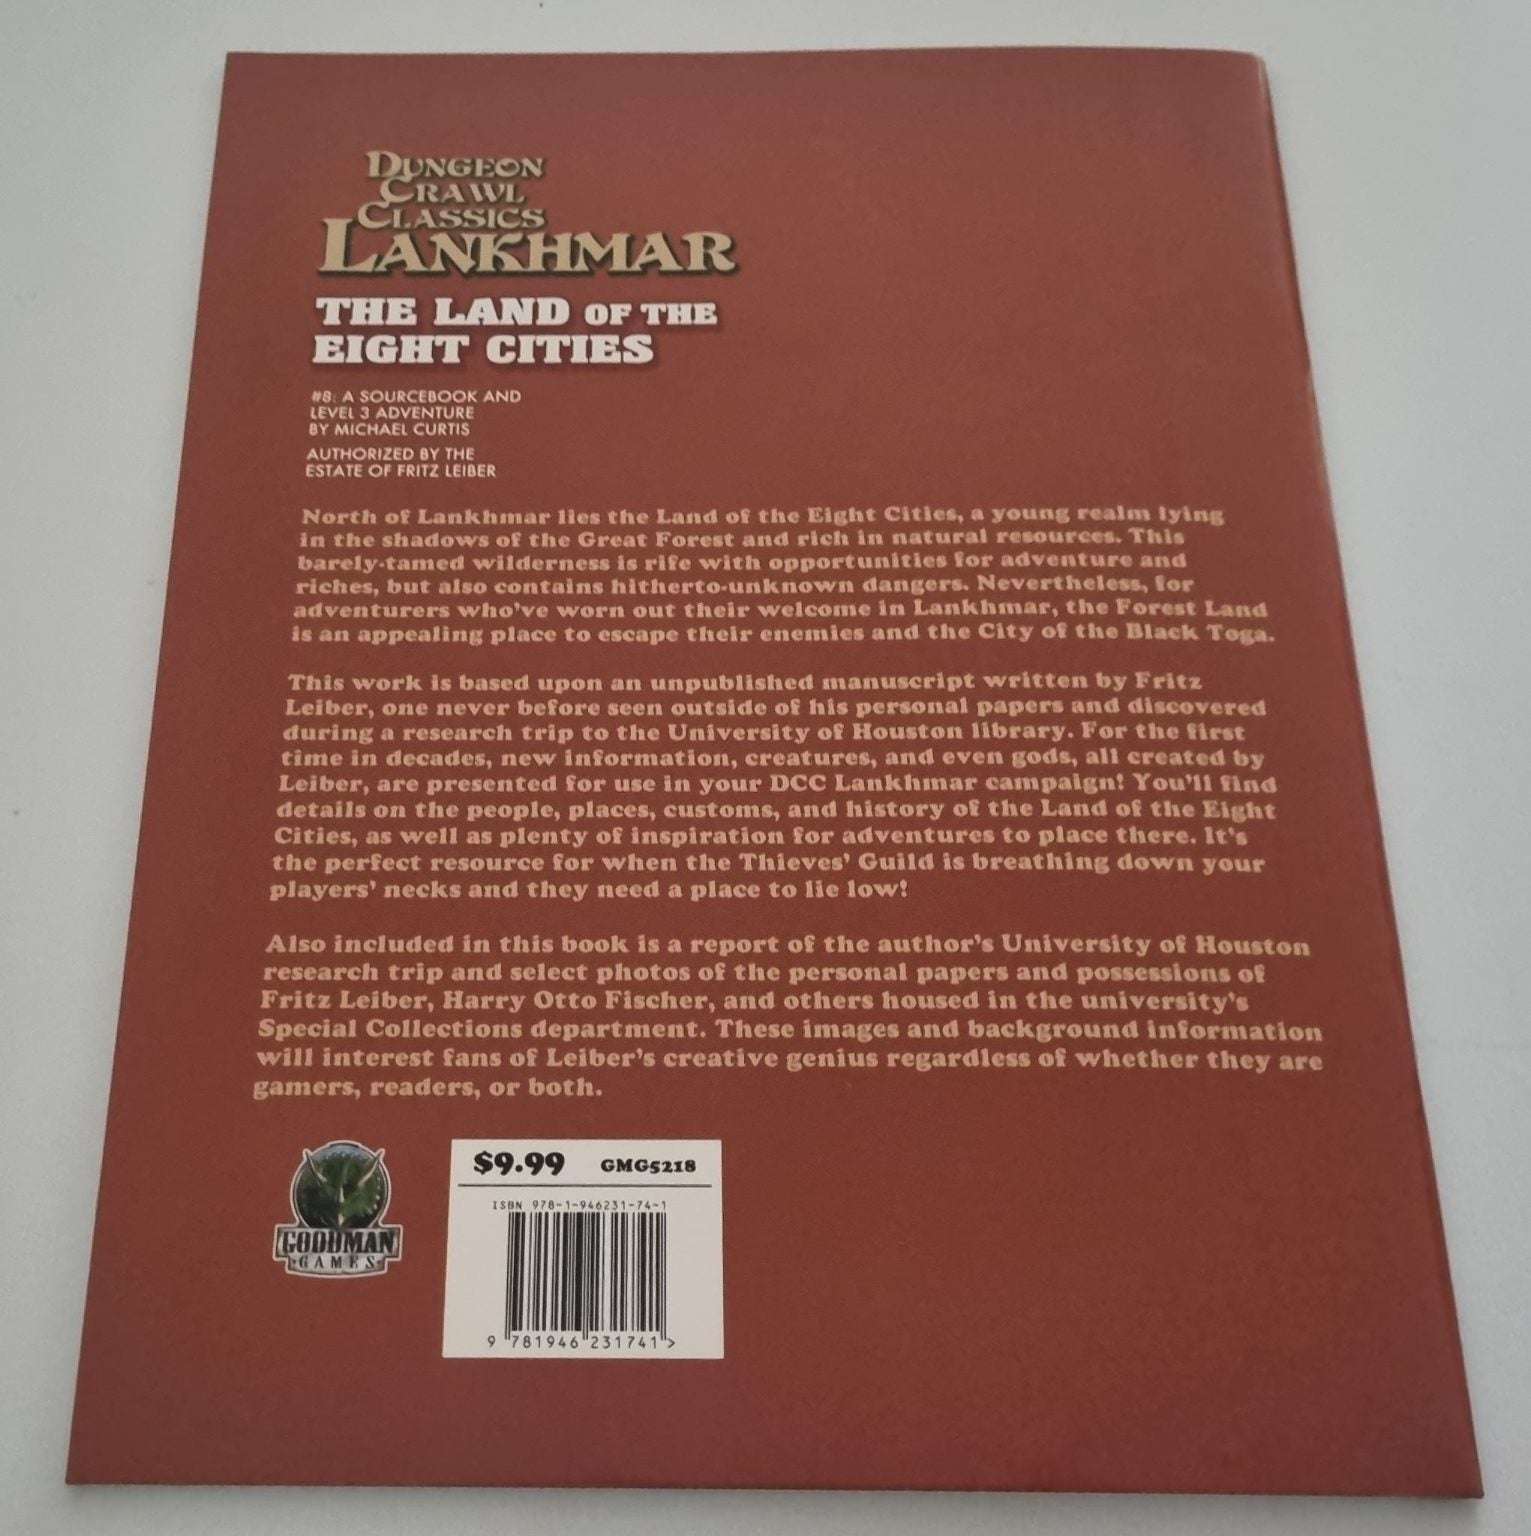 DUNGEON
CRAWL
CLASSICS
LANKHMAR
THE LAND OF THE
EIGHT CITIES
#8: A SOURCEBOOK AND
LEVEL 3 ADVENTURE
BY MICHAEL CURTIS
AUTHORIZED BY THE
ESTATE OF FRITZ LEIBER
North of Lankhmar lies the Land of the Eight Cities, a young realm lying
in the shadows of the Great Forest and rich in natural resources. This
barely-tamed wilderness is rife with opportunities for adventure and
riches, but also contains hitherto-unknown dangers. Nevertheless, for
adventurers who've worn out their welcome in Lankhmar, the Forest Land
is an appealing place to escape their enemies and the City of the Black Toga.
This work is based upon an unpublished manuscript written by Fritz
Leiber, one never before seen outside of his personal papers and discovered
during a research trip to the University of Houston library. For the first
time in decades, new information, creatures, and even gods, all created by
Leiber, are presented for use in your DCC Lankhmar campaign! You'll find
details on the people, places, customs, and history of the Land of the Eight
Cities, as well as plenty of inspiration for adventures to place there. It's
the perfect resource for when the Thieves' Guild is breathing down your
players' necks and they need a place to lie low!
Also included in this book is a report of the author's University of Houston
research trip and select photos of the personal papers and possessions of
Fritz Leiber, Harry Otto Fischer, and others housed in the university's
Special Collections department. These images and background information
will interest fans of Leiber's creative genius regardless of whether they are
gamers, readers, or both.
GOODMAN
GAMES
$9.99 GMG5218
ISBN 978-1-946231-74-1
9 781946 231741 >